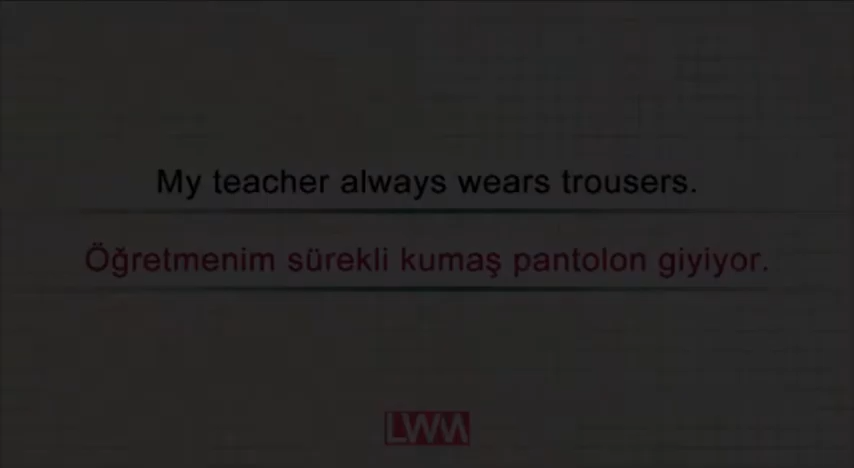 My teacher always wears trousers.
Öğretmenim sürekli kumaş pantolon giyiyor.
LWM